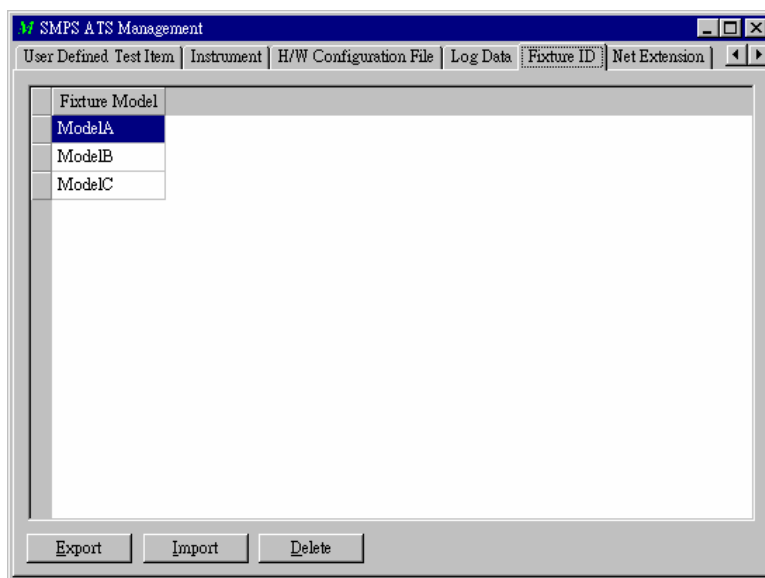 SMPS ATS Management
User Defined Test Item Instrument H/W Configuration File Log Data Fixture ID Net Extension
Fixture Model
ModelA
ModelB
ModelC
Export Import Delete